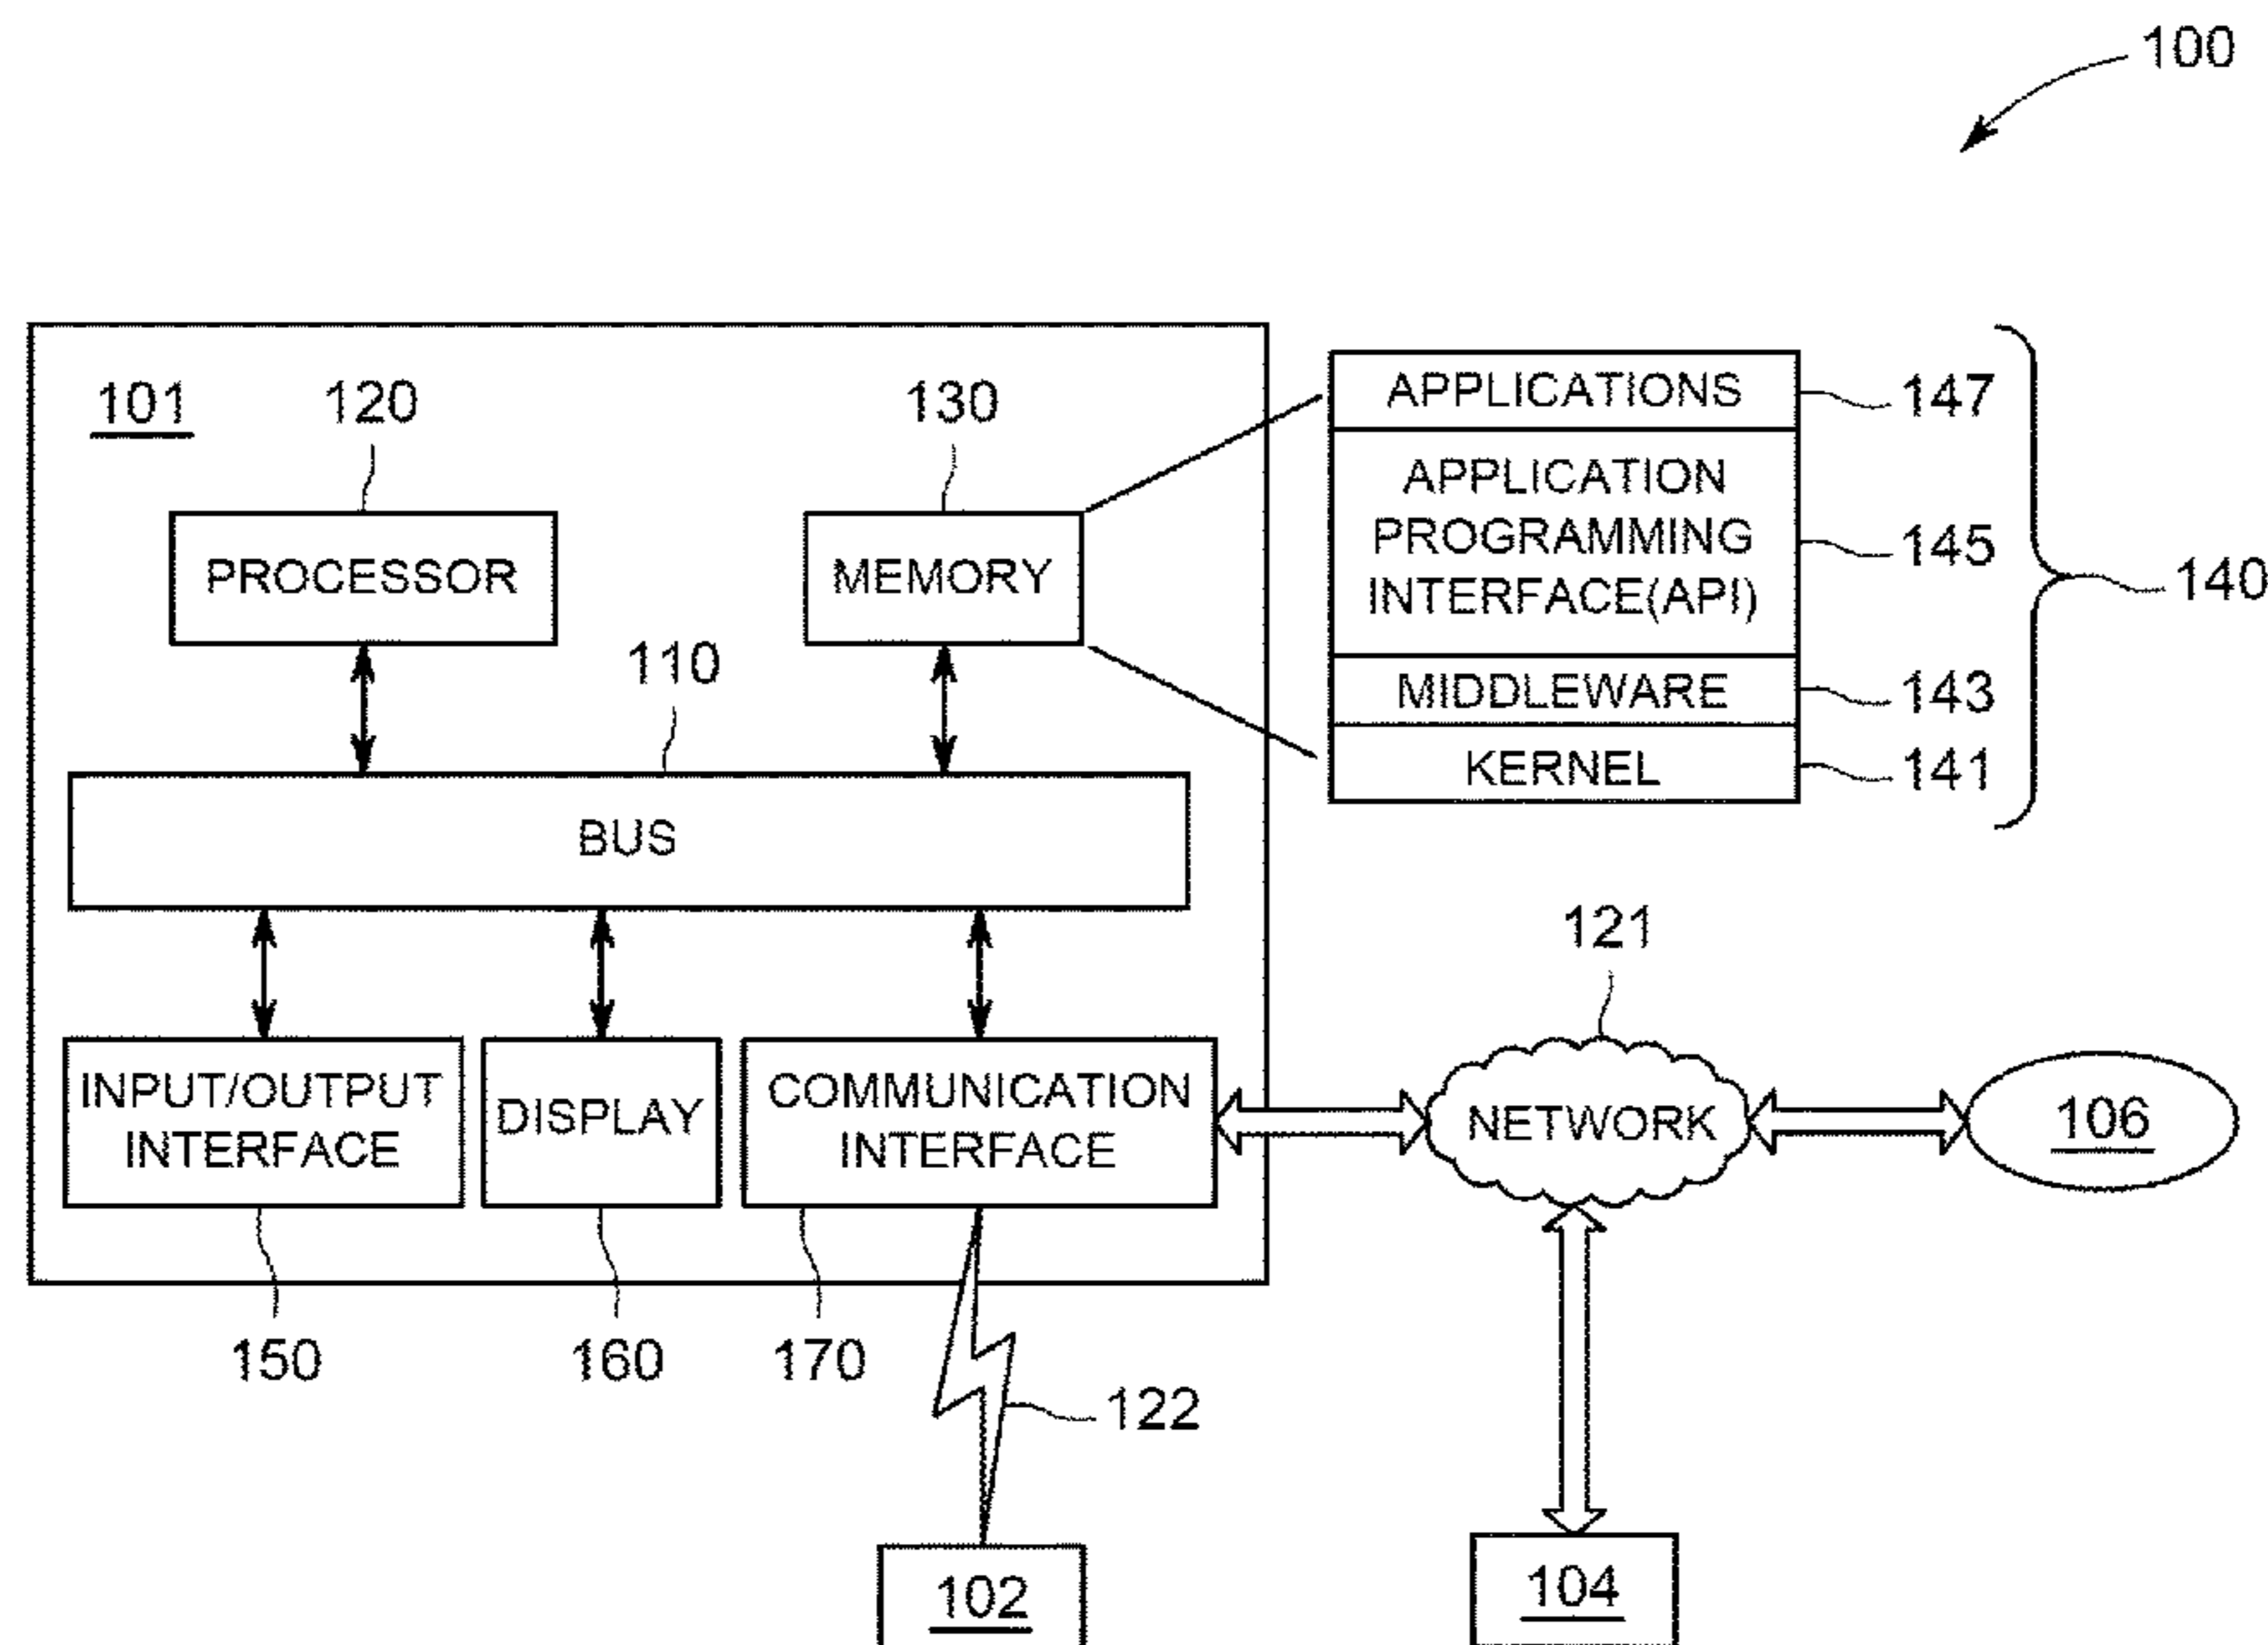 100
101
120
130
PROCESSOR
MEMORY
110
BUS
INPUT/OUTPUT
INTERFACE
DISPLAY
COMMUNICATION
INTERFACE
150
160
170
122
102
APPLICATIONS
147
APPLICATION
PROGRAMMING
INTERFACE(API)
145
MIDDLEWARE
143
KERNEL
141
140
121
NETWORK
106
104